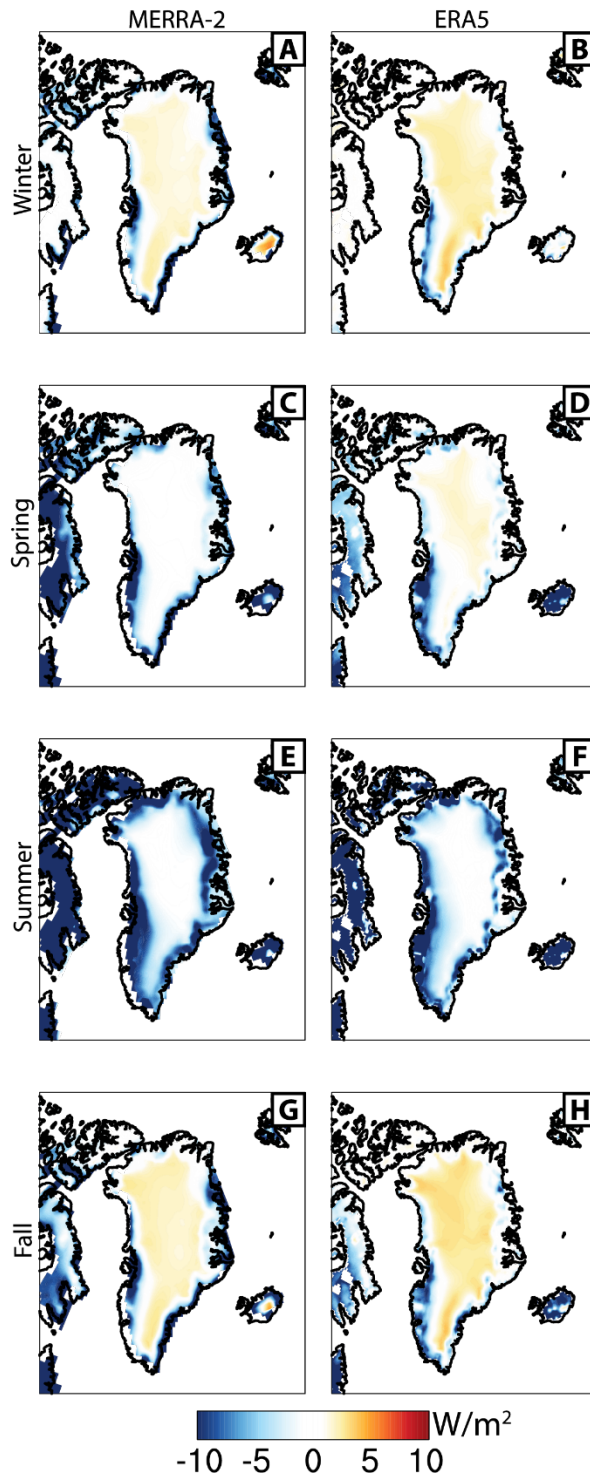 MERRA-2 ERA5
Winter A B
Spring C D
Summer E F
Fall G H
W/m²
-10 -5 0 5 10